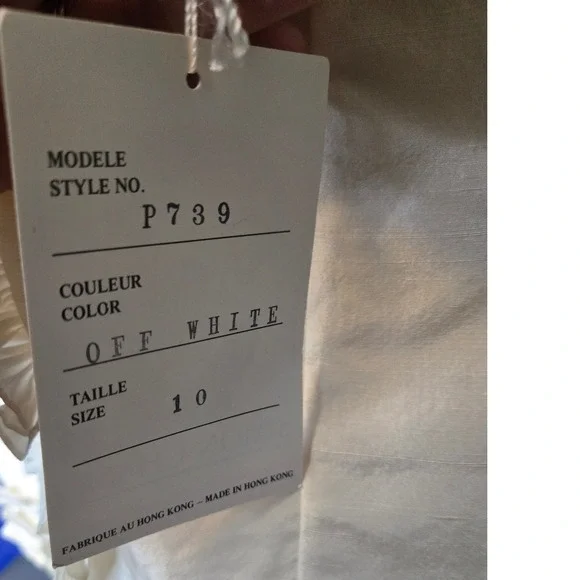 MODELE
STYLE NO.
P739
COULEUR
COLOR
OFF WHITE
TAILLE
SIZE
10
FABRIQUE AU HONG KONG – MADE IN HONG KONG